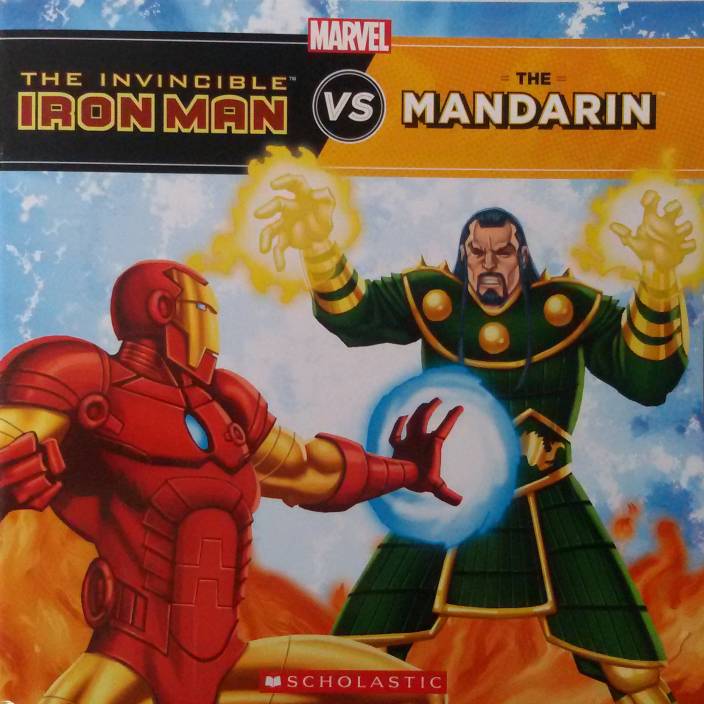 MARVEL
THE INVINCIBLE™
IRON MAN
VS
THE
MANDARIN™
SCHOLASTIC